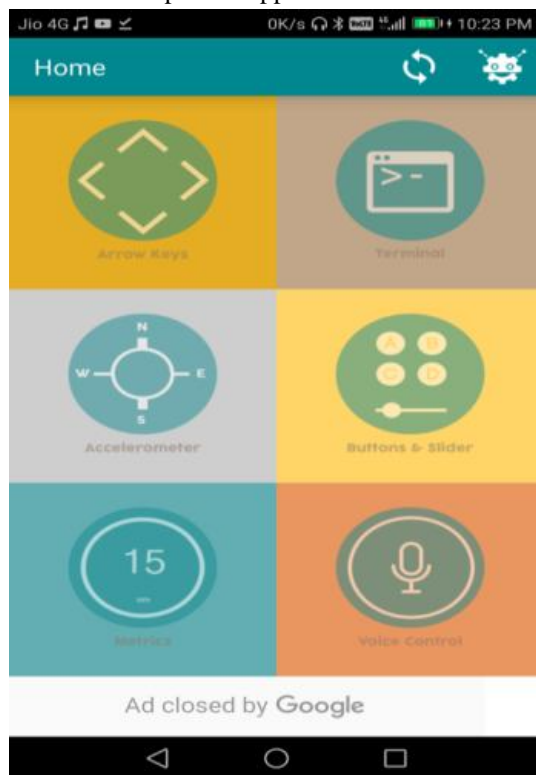 Jio 4G 0K/s VoLTE 10:23 PM
Home
>-
Arrow Keys Terminal
N
W E
S
A B
C D
Accelerometer Buttons & Slider
15
Metrics Voice Control
Ad closed by Google